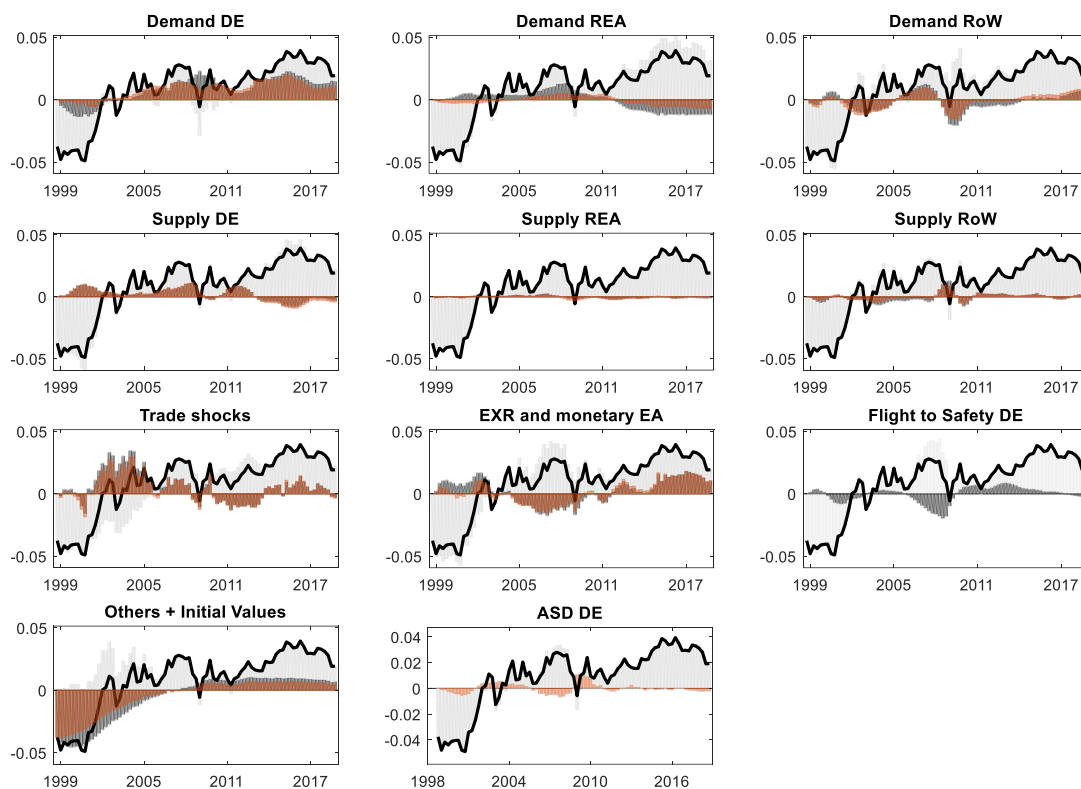 Demand DE
0.05
0
-0.05
1999 2005 2011 2017
Demand REA
0.05
0
-0.05
1999 2005 2011 2017
Demand RoW
0.05
0
-0.05
1999 2005 2011 2017
Supply DE
0.05
0
-0.05
1999 2005 2011 2017
Supply REA
0.05
0
-0.05
1999 2005 2011 2017
Supply RoW
0.05
0
-0.05
1999 2005 2011 2017
Trade shocks
0.05
0
-0.05
1999 2005 2011 2017
EXR and monetary EA
0.05
0
-0.05
1999 2005 2011 2017
Flight to Safety DE
0.05
0
-0.05
1999 2005 2011 2017
Others + Initial Values
0.05
0
-0.05
1999 2005 2011 2017
ASD DE
0.04
0.02
0
-0.02
-0.04
1998 2004 2010 2016